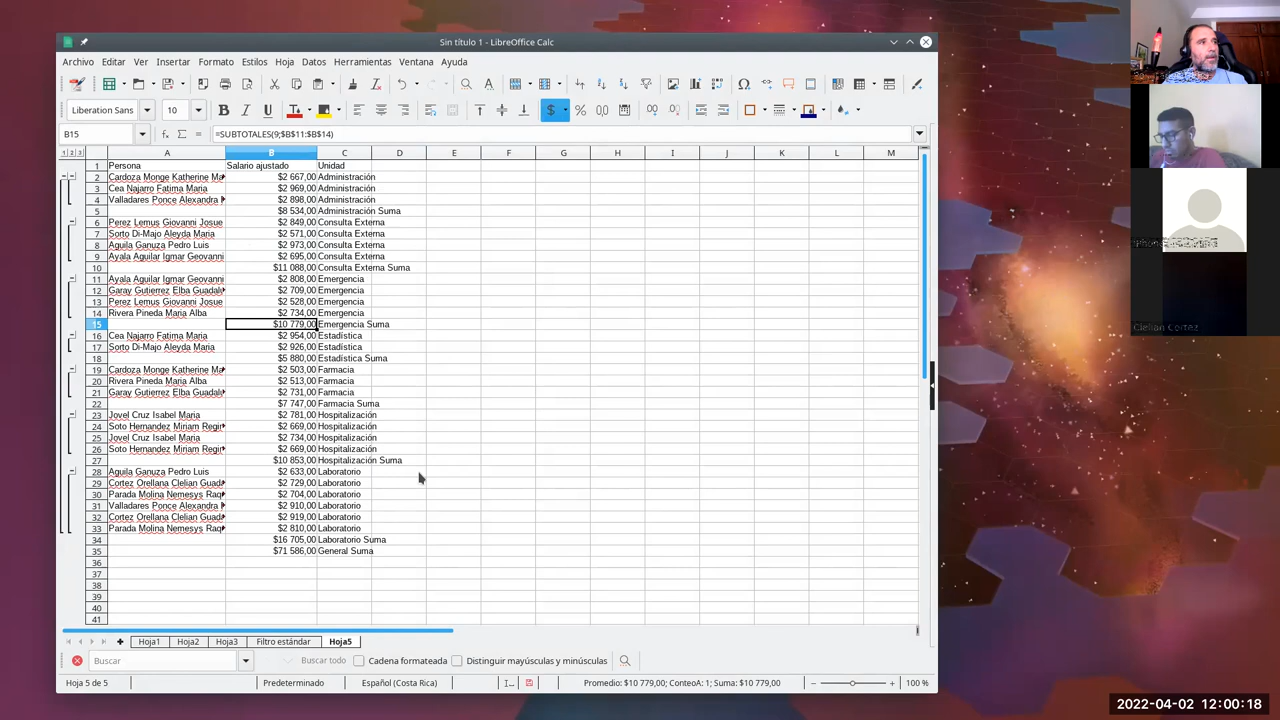 Sin título 1 - LibreOffice Calc
Archivo Editar Ver Insertar Formato Estilos Hoja Datos Herramientas Ventana Ayuda
Liberation Sans 10
B15 =SUBTOTALES(9;$B$11:$B$14)
1 2 3 A B C D E F G H I J K L M
1 Persona Salario ajustado Unidad
2 Cardoza Monge Katherine Ma $2 667,00 Administración
3 Cea Najarro Fatima Maria $2 969,00 Administración
4 Valladares Ponce Alexandra $2 898,00 Administración
5 $8 534,00 Administración Suma
6 Perez Lemus Giovanni Josue $2 849,00 Consulta Externa
7 Sorto Di-Majo Aleyda Maria $2 571,00 Consulta Externa
8 Aguila Ganuza Pedro Luis $2 973,00 Consulta Externa
9 Ayala Aguilar Igmar Geovanni $2 695,00 Consulta Externa
10 $11 088,00 Consulta Externa Suma
11 Ayala Aguilar Igmar Geovanni $2 808,00 Emergencia
12 Garay Gutierrez Elba Guadalu $2 709,00 Emergencia
13 Perez Lemus Giovanni Josue $2 528,00 Emergencia
14 Rivera Pineda Maria Alba $2 734,00 Emergencia
15 $10 779,00 Emergencia Suma
16 Cea Najarro Fatima Maria $2 954,00 Estadística
17 Sorto Di-Majo Aleyda Maria $2 926,00 Estadística
18 $5 880,00 Estadística Suma
19 Cardoza Monge Katherine Ma $2 503,00 Farmacia
20 Rivera Pineda Maria Alba $2 513,00 Farmacia
21 Garay Gutierrez Elba Guadalu $2 731,00 Farmacia
22 $7 747,00 Farmacia Suma
23 Jovel Cruz Isabel Maria $2 781,00 Hospitalización
24 Soto Hernandez Miriam Regin $2 669,00 Hospitalización
25 Jovel Cruz Isabel Maria $2 734,00 Hospitalización
26 Soto Hernandez Miriam Regin $2 669,00 Hospitalización
27 $10 853,00 Hospitalización Suma
28 Aguila Ganuza Pedro Luis $2 633,00 Laboratorio
29 Cortez Orellana Clelian Guad $2 729,00 Laboratorio
30 Parada Molina Nemesys Raq $2 704,00 Laboratorio
31 Valladares Ponce Alexandra $2 910,00 Laboratorio
32 Cortez Orellana Clelian Guad $2 919,00 Laboratorio
33 Parada Molina Nemesys Raq $2 810,00 Laboratorio
34 $16 705,00 Laboratorio Suma
35 $71 586,00 General Suma
36
37
38
39
40
41
Hoja1 Hoja2 Hoja3 Filtro estándar Hoja5
Buscar Buscar todo Cadena formateada Distinguir mayúsculas y minúsculas
Hoja 5 de 5 Predeterminado Español (Costa Rica) Promedio: $10 779,00; ConteoA: 1; Suma: $10 779,00 100 %
Clelian Cortez
2022-04-02 12:00:18